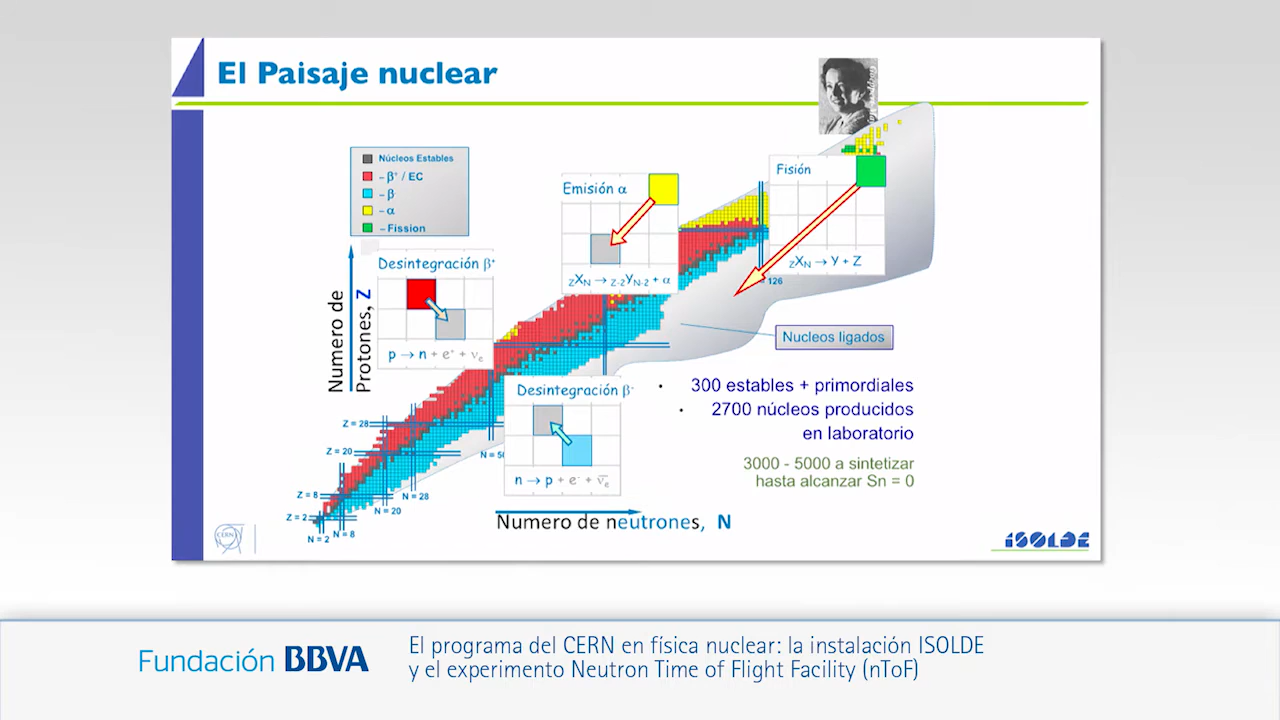 El Paisaje nuclear
Núcleos Estables
– β⁺ / EC
– β
– α
– Fission
Emisión α
zXN → z-2YN-2 + α
Fisión
zXN → Y + Z
= 126
Desintegración β⁺
p → n + e⁺ + νe
Numero de
Protones, Z
Nucleos ligados
Desintegración β⁻
n → p + e⁻ + ν̅e
• 300 estables + primordiales
• 2700 núcleos producidos
en laboratorio
3000 - 5000 a sintetizar
hasta alcanzar Sn = 0
Z = 28
Z = 20
N = 50
Z = 8
N = 28
N = 20
Z = 2
N = 2
N = 8
Numero de neutrones, N
CERN
ISOLDE
Fundación BBVA
El programa del CERN en física nuclear: la instalación ISOLDE
y el experimento Neutron Time of Flight Facility (nToF)